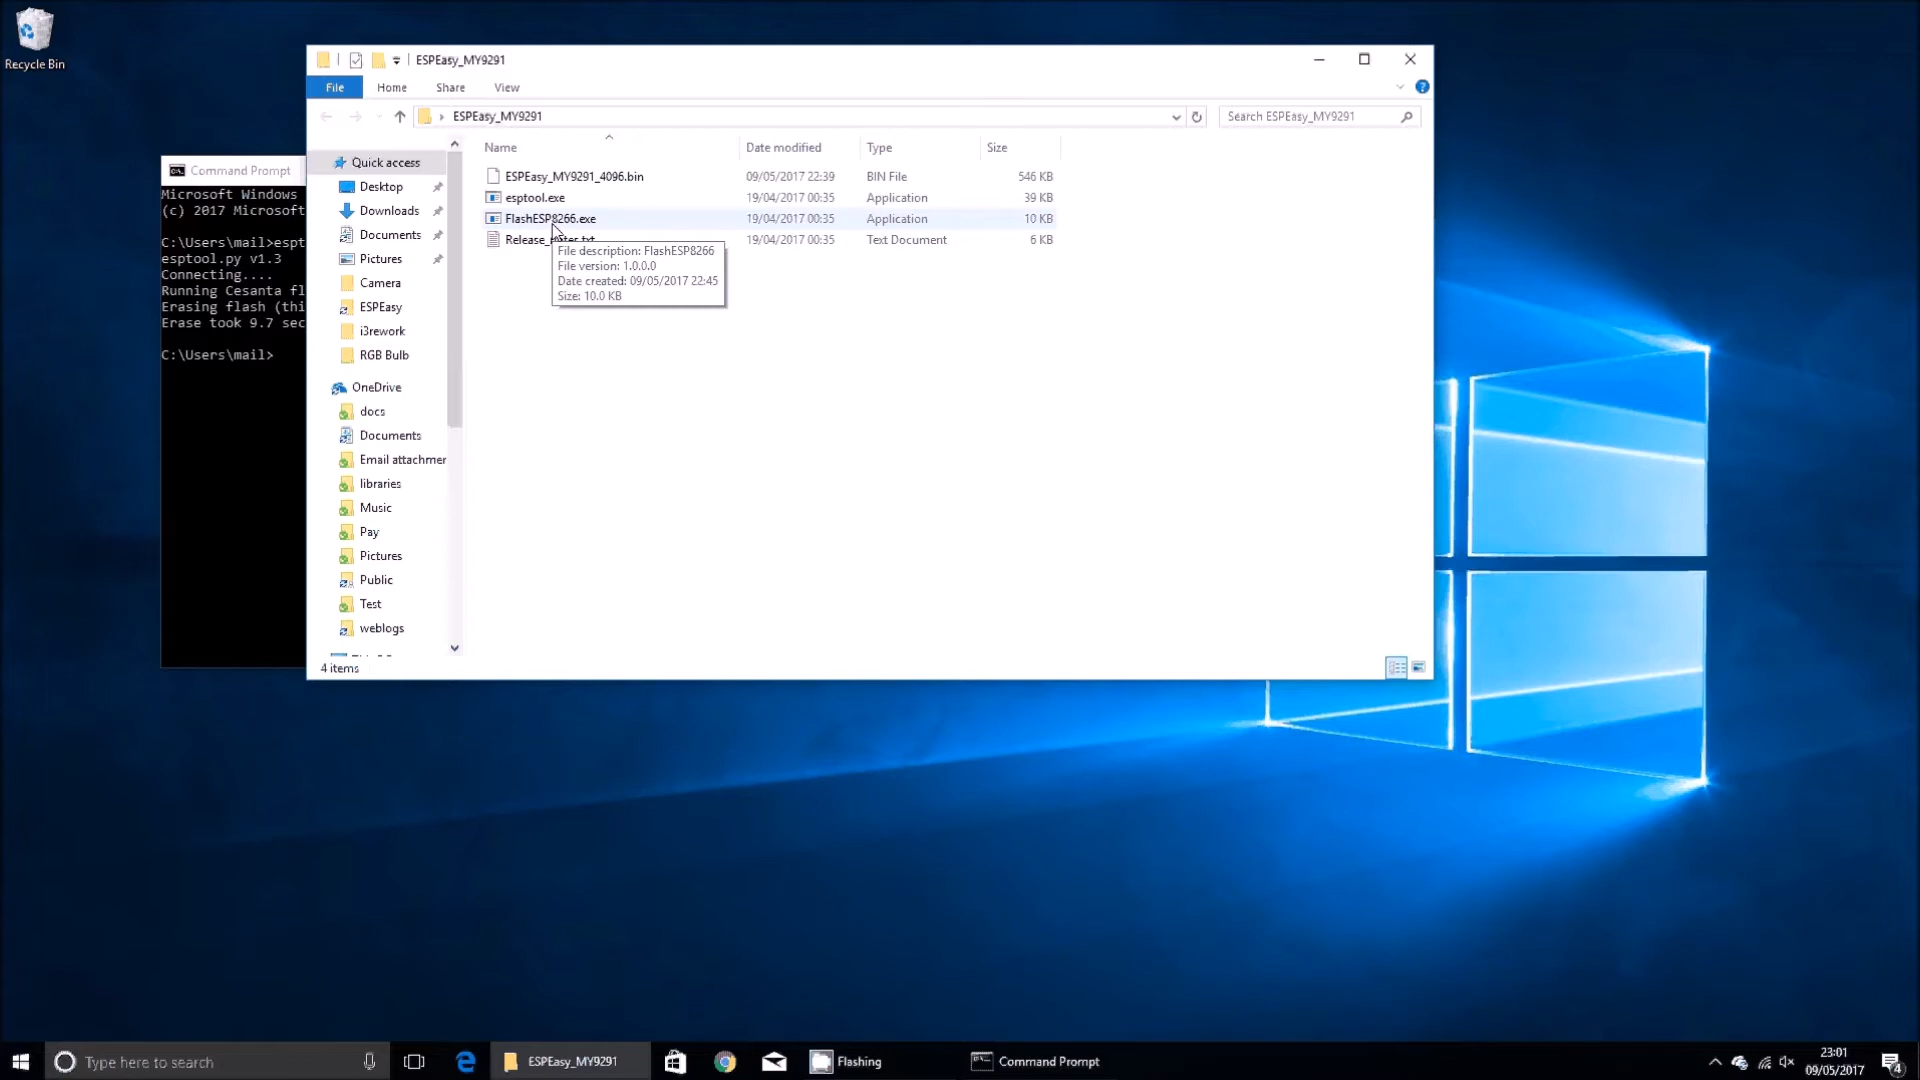 Recycle Bin
ESPEasy_MY9291
File Home Share View
ESPEasy_MY9291
Search ESPEasy_MY9291
Name Date modified Type Size
ESPEasy_MY9291_4096.bin 09/05/2017 22:39 BIN File 546 KB
esptool.exe 19/04/2017 00:35 Application 39 KB
FlashESP8266.exe 19/04/2017 00:35 Application 10 KB
19/04/2017 00:35 Text Document 6 KB
File description: FlashESP8266
File version: 1.0.0.0
Date created: 09/05/2017 22:45
Size: 10.0 KB
Quick access
Desktop
Downloads
Documents
Pictures
Camera
ESPEasy
i3rework
RGB Bulb
OneDrive
docs
Documents
Email attachmer
libraries
Music
Pay
Pictures
Public
Test
weblogs
4 items
Command Prompt
Microsoft Windows
(c) 2017 Microsoft
C:\Users\mail>espt
esptool.py v1.3
Connecting....
Running Cesanta fl
Erasing flash (thi
Erase took 9.7 sec
C:\Users\mail>
Type here to search
ESPEasy_MY9291
Flashing
Command Prompt
23:01
09/05/2017
4